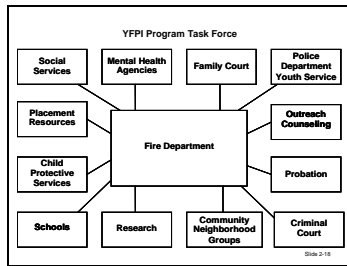 YFPI Program Task Force
Social
Services
Mental Health
Agencies
Family Court
Police
Department
Youth Service
Placement
Resources
Outreach
Counseling
Fire Department
Child
Protective
Services
Probation
Schools
Research
Community
Neighborhood
Groups
Criminal
Court
Slide 2-18